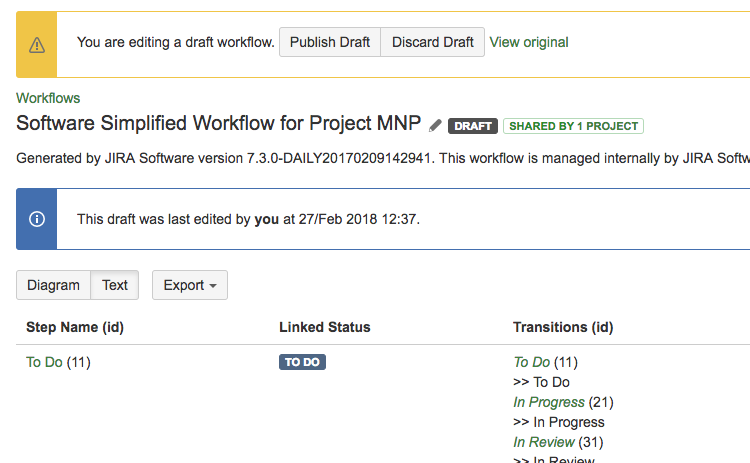 You are editing a draft workflow. Publish Draft Discard Draft View original
Workflows
Software Simplified Workflow for Project MNP DRAFT SHARED BY 1 PROJECT
Generated by JIRA Software version 7.3.0-DAILY20170209142941. This workflow is managed internally by JIRA Softw
This draft was last edited by you at 27/Feb 2018 12:37.
Diagram Text Export
Step Name (id) Linked Status Transitions (id)
To Do (11) TO DO To Do (11)
>> To Do
In Progress (21)
>> In Progress
In Review (31)
>> In Review